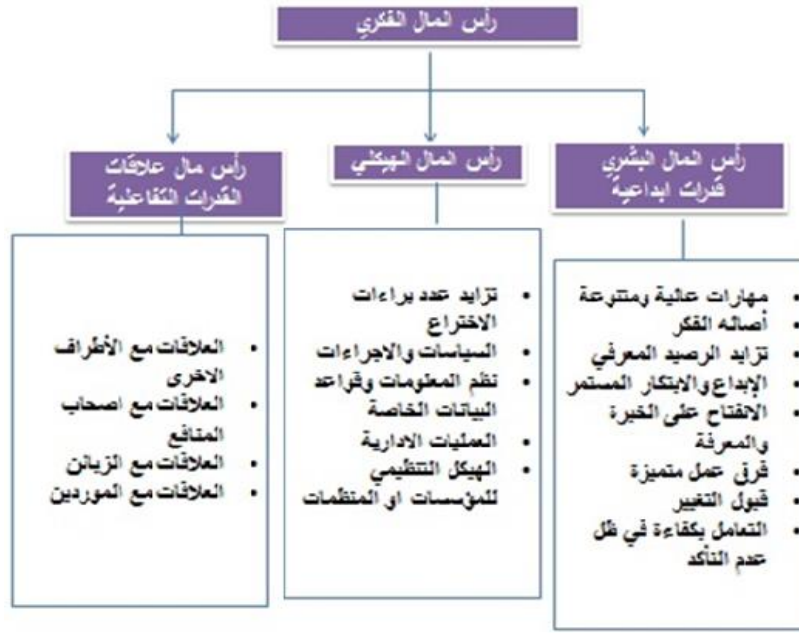 رأس المال الفكري
رأس المال البشري
قدرات ابداعية
مهارات عالية ومتنوعة
أصاله الفكر
تزايد الرصيد المعرفي
الإبداع والابتكار المستمر
الانفتاح على الخبرة
والمعرفة
فرق عمل متميزة
قبول التغيير
التعامل بكفاءة في ظل
عدم التأكد
رأس المال الهيكلي
تزايد عدد براءات
الاختراع
السياسات والاجراءات
نظم المعلومات وقواعد
البيانات الخاصة
العمليات الادارية
الهيكل التنظيمي
للمؤسسات او المنظمات
رأس مال علاقات
القدرات التفاعلية
العلاقات مع الأطراف
الاخرى
العلاقات مع اصحاب
المنافع
العلاقات مع الزبائن
العلاقات مع الموردين